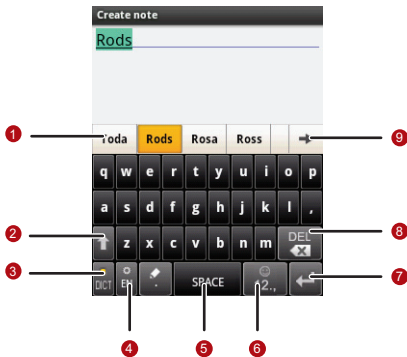 Create note
Rods
1 Toda Rods Rosa Ross 9
q w e r t y u i o p
a s d f g h j k l ,
2 z x c v b n m DEL 8
3 DICT EN SPACE 12., 7
4 5 6